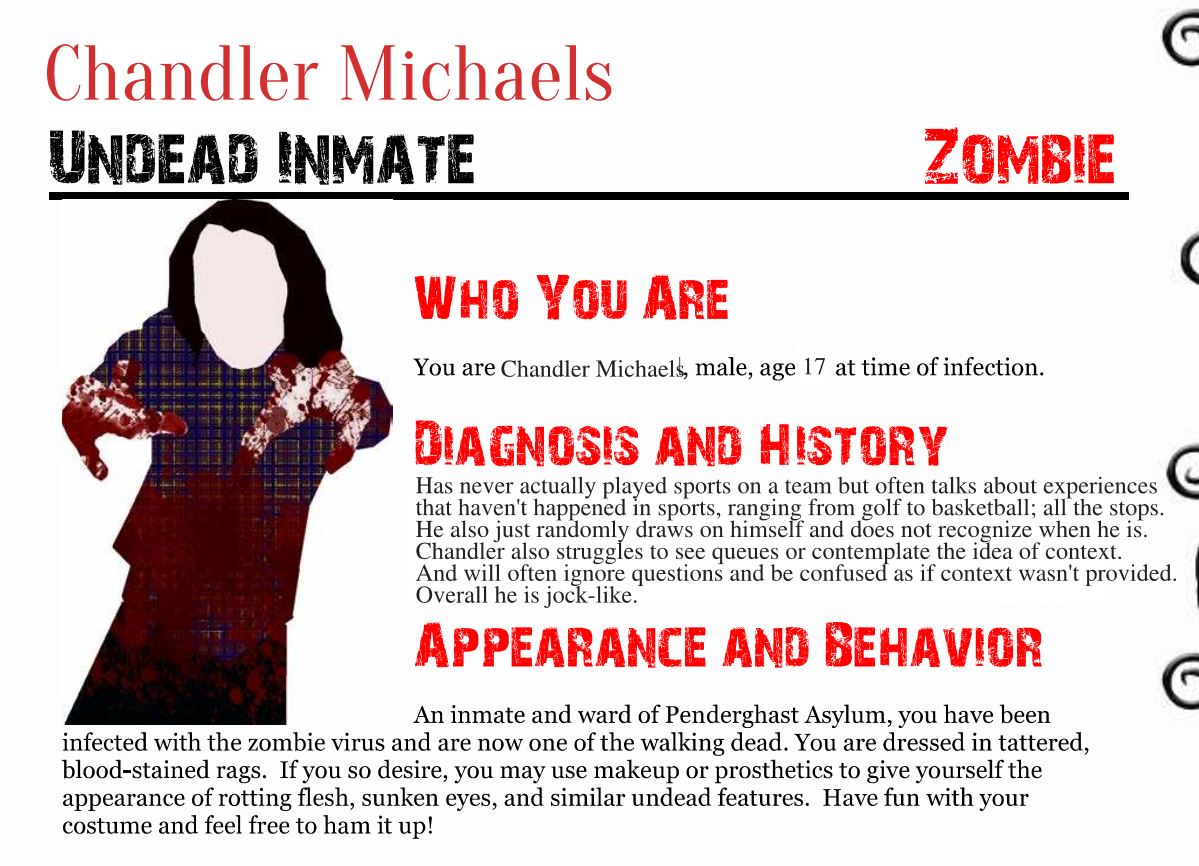 Chandler Michaels
UNDEAD INMATE
ZOMBIE
WHO YOU ARE
You are Chandler Michaels, male, age 17 at time of infection.
DIAGNOSIS AND HISTORY
Has never actually played sports on a team but often talks about experiences
that haven't happened in sports, ranging from golf to basketball; all the stops.
He also just randomly draws on himself and does not recognize when he is.
Chandler also struggles to see queues or contemplate the idea of context.
And will often ignore questions and be confused as if context wasn't provided.
Overall he is jock-like.
APPEARANCE AND BEHAVIOR
An inmate and ward of Penderghast Asylum, you have been
infected with the zombie virus and are now one of the walking dead. You are dressed in tattered,
blood-stained rags.  If you so desire, you may use makeup or prosthetics to give yourself the
appearance of rotting flesh, sunken eyes, and similar undead features.  Have fun with your
costume and feel free to ham it up!